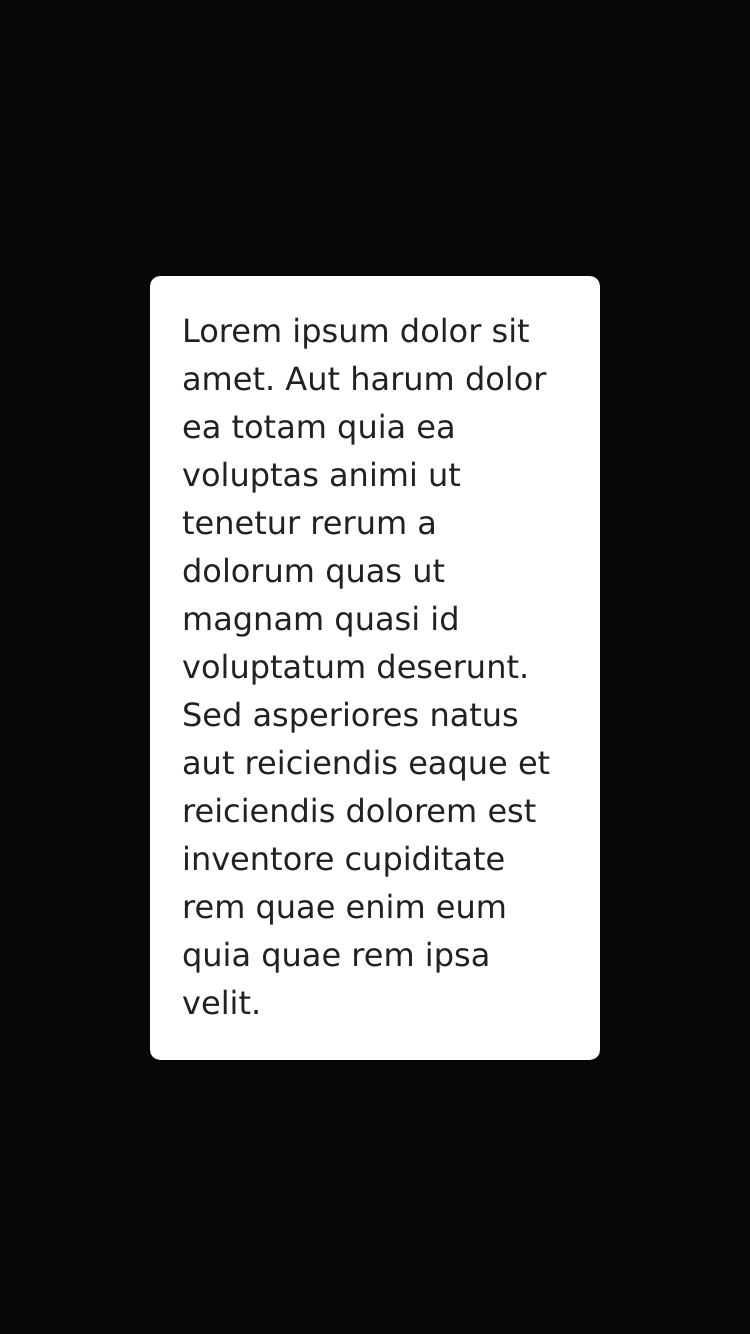 Lorem ipsum dolor sit
amet. Aut harum dolor
ea totam quia ea
voluptas animi ut
tenetur rerum a
dolorum quas ut
magnam quasi id
voluptatum deserunt.
Sed asperiores natus
aut reiciendis eaque et
reiciendis dolorem est
inventore cupiditate
rem quae enim eum
quia quae rem ipsa
velit.